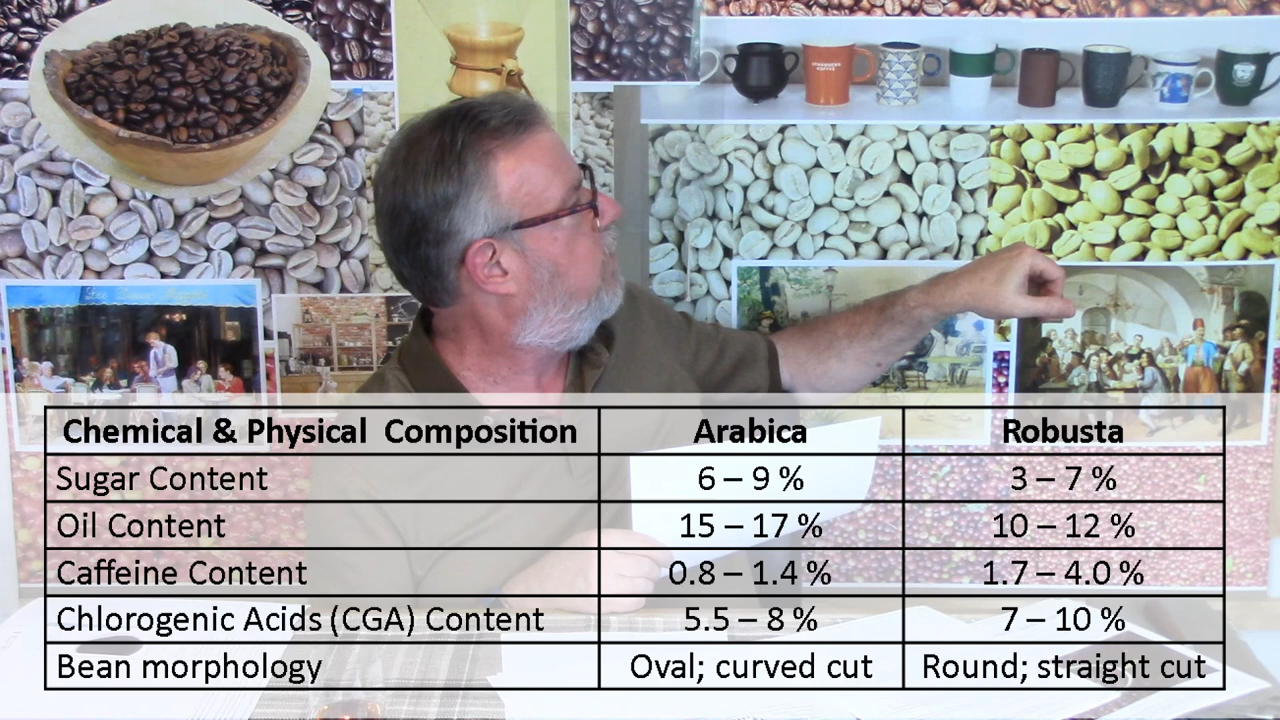 STARBUCKS
COFFEE
Chemical & Physical Composition Arabica Robusta
Sugar Content 6 – 9 % 3 – 7 %
Oil Content 15 – 17 % 10 – 12 %
Caffeine Content 0.8 – 1.4 % 1.7 – 4.0 %
Chlorogenic Acids (CGA) Content 5.5 – 8 % 7 – 10 %
Bean morphology Oval; curved cut Round; straight cut